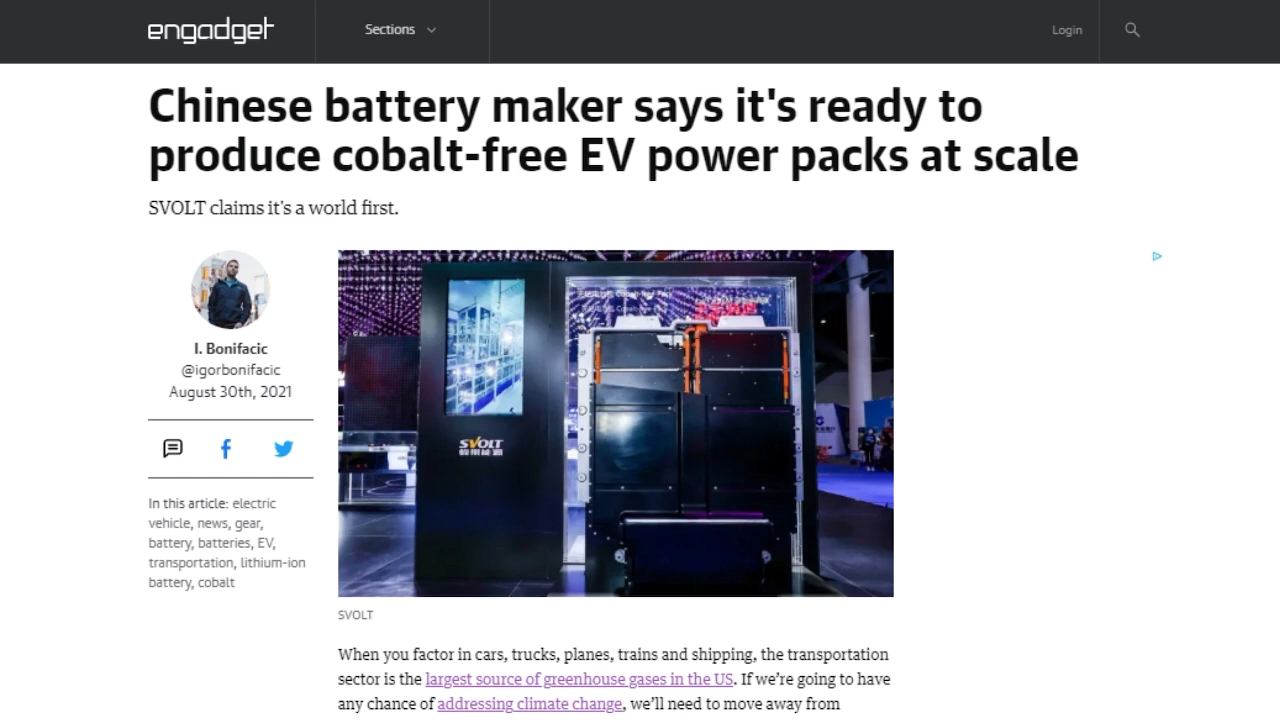 engadget
Sections
Login
Chinese battery maker says it's ready to
produce cobalt-free EV power packs at scale
SVOLT claims it's a world first.
I. Bonifacic
@igorbonifacic
August 30th, 2021
In this article: electric
vehicle, news, gear,
battery, batteries, EV,
transportation, lithium-ion
battery, cobalt
SVOLT
SVOLT
When you factor in cars, trucks, planes, trains and shipping, the transportation
sector is the largest source of greenhouse gases in the US. If we're going to have
any chance of addressing climate change, we'll need to move away from